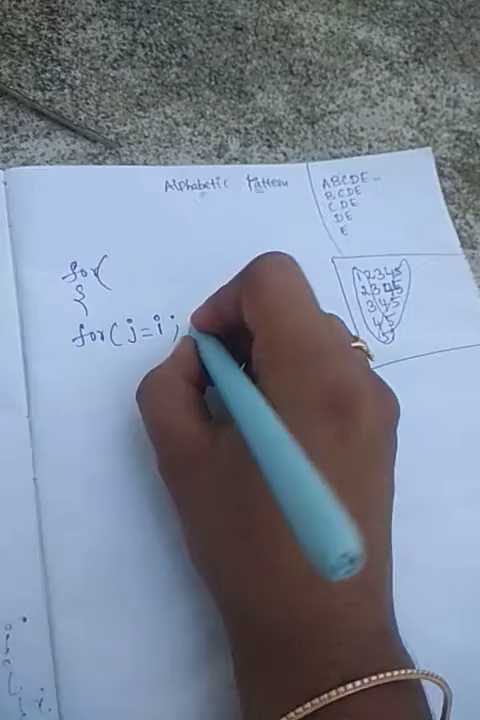 Alphabetic Pattern
ABCDE
BCDE
CDE
DE
E
12345
2345
345
45
5
for(
{
for( j=i ;